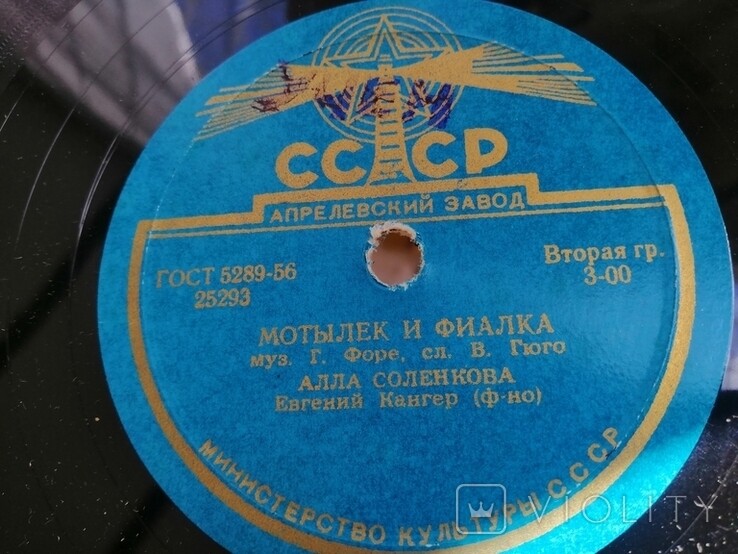 СССР
АПРЕЛЕВСКИЙ ЗАВОД
ГОСТ 5289-56
25293
Вторая гр.
3-00
МОТЫЛЕК И ФИАЛКА
муз. Г. Форе, сл. В. Гюго
АЛЛА СОЛЕНКОВА
Евгений Кангер (ф-но)
МИНИСТЕРСТВО КУЛЬТУРЫ СССР
VIOLITY